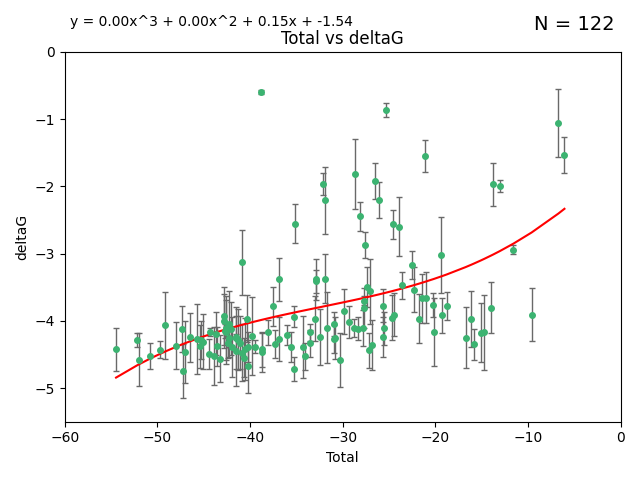 y = 0.00x^3 + 0.00x^2 + 0.15x + -1.54
N = 122
Total vs deltaG
0
−1
−2
−3
−4
−5
deltaG
−60 −50 −40 −30 −20 −10 0
Total